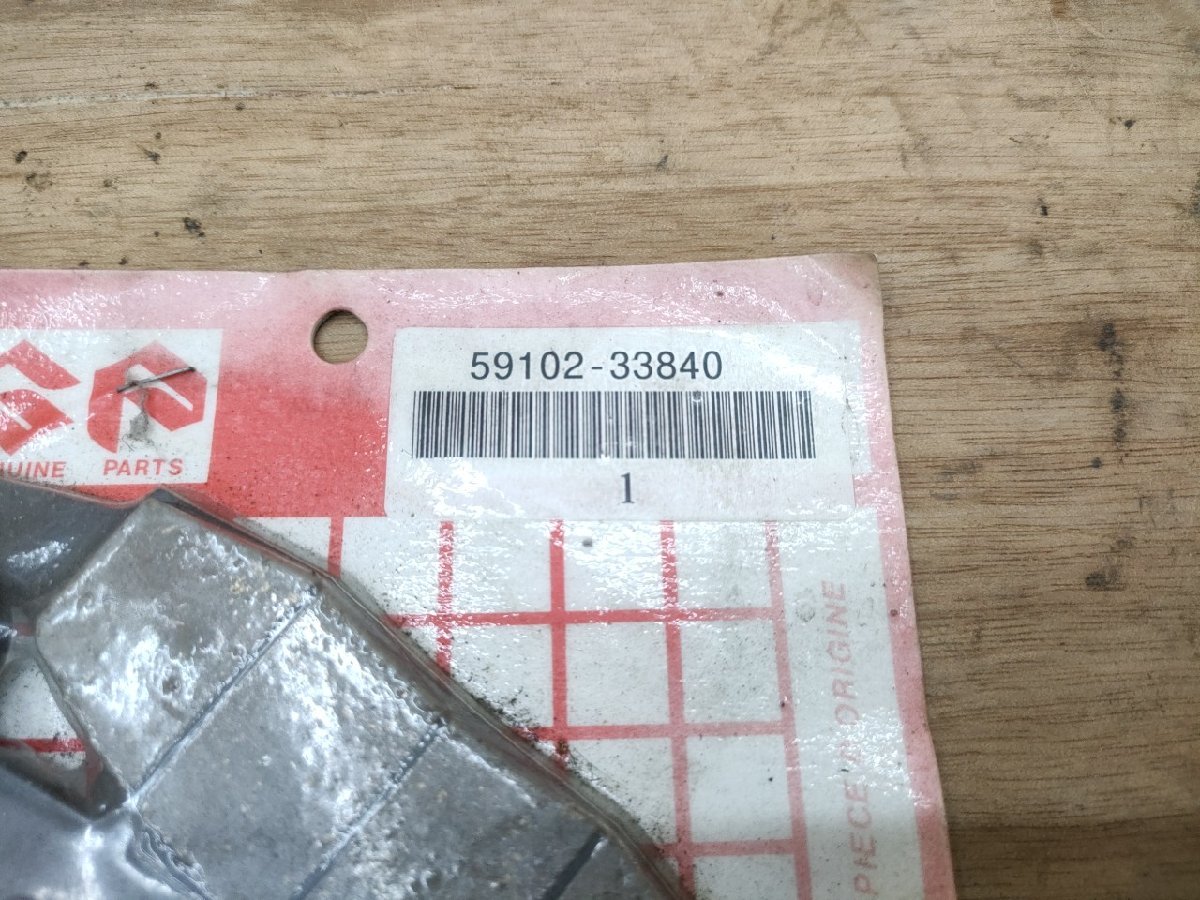 59102-33840
1
PARTS
PIECE D'ORIGINE